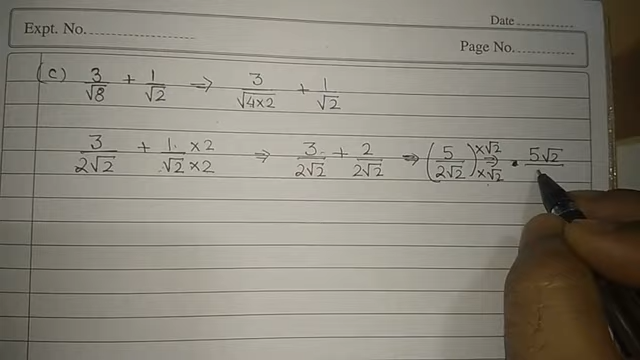 Date
Expt. No.
Page No.
(c) 3/√8 + 1/√2 ⇒ 3/√(4×2) + 1/√2
3/2√2 + 1×2/√2×2 ⇒ 3/2√2 + 2/2√2 ⇒ (5/2√2) ×√2/×√2 ⇒ 5√2